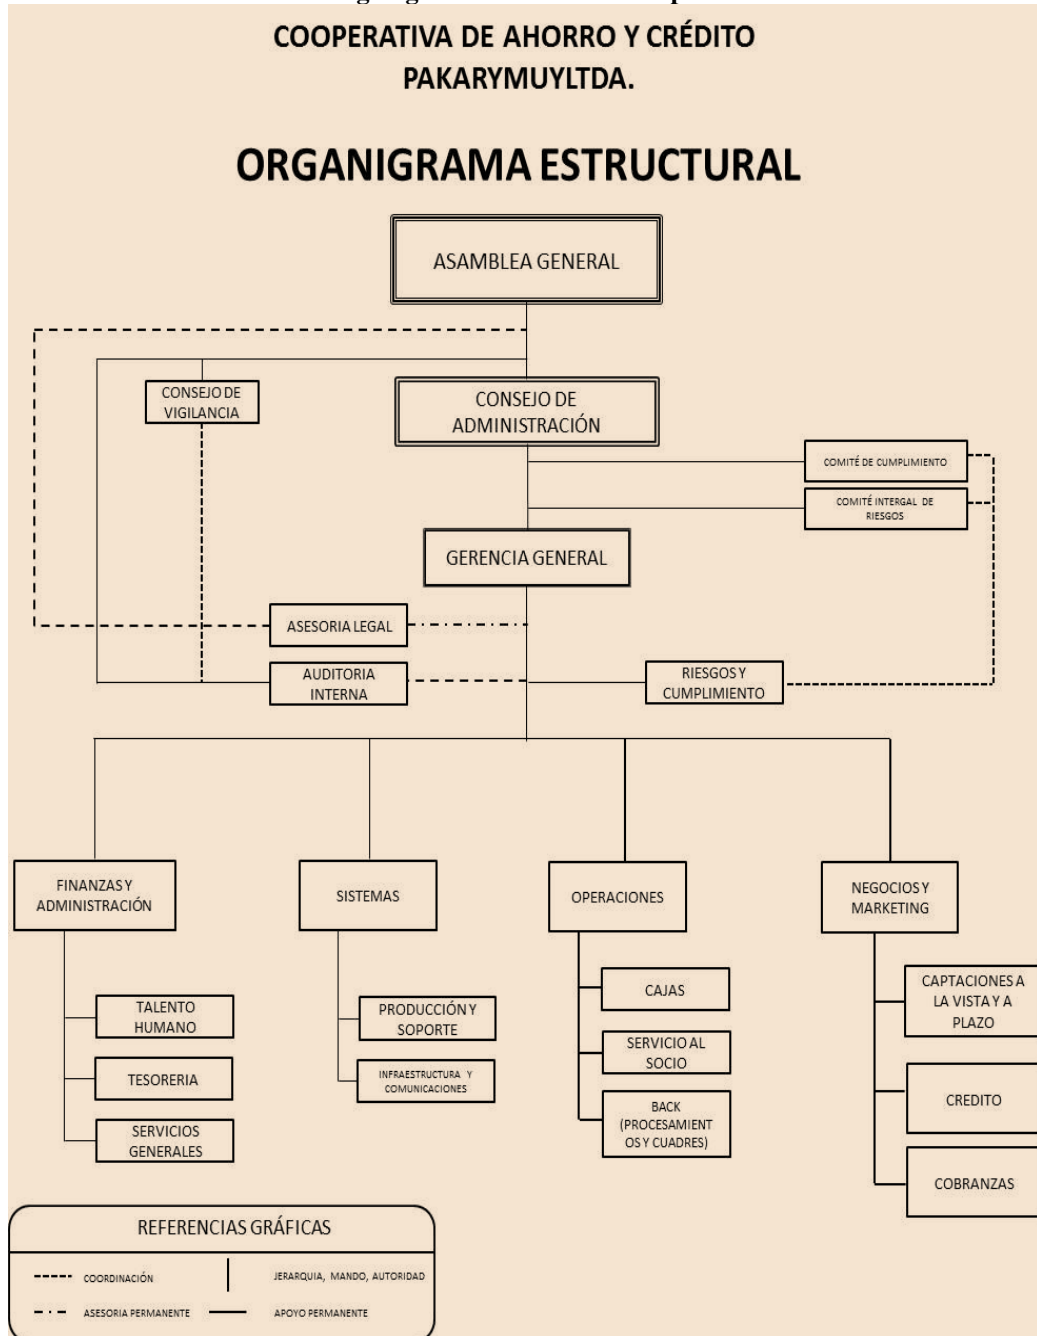 COOPERATIVA DE AHORRO Y CRÉDITO
PAKARYMUYLTDA.
ORGANIGRAMA ESTRUCTURAL
ASAMBLEA GENERAL
CONSEJO DE
VIGILANCIA
CONSEJO DE
ADMINISTRACIÓN
COMITÉ DE CUMPLIMIENTO
COMITÉ INTERGAL DE
RIESGOS
GERENCIA GENERAL
ASESORIA LEGAL
AUDITORIA
INTERNA
RIESGOS Y
CUMPLIMIENTO
FINANZAS Y
ADMINISTRACIÓN
SISTEMAS
OPERACIONES
NEGOCIOS Y
MARKETING
TALENTO
HUMANO
TESORERIA
SERVICIOS
GENERALES
PRODUCCIÓN Y
SOPORTE
INFRAESTRUCTURA Y
COMUNICACIONES
CAJAS
SERVICIO AL
SOCIO
BACK
(PROCESAMIENT
OS Y CUADRES)
CAPTACIONES A
LA VISTA Y A
PLAZO
CREDITO
COBRANZAS
REFERENCIAS GRÁFICAS
COORDINACIÓN
JERARQUIA, MANDO, AUTORIDAD
ASESORIA PERMANENTE
APOYO PERMANENTE